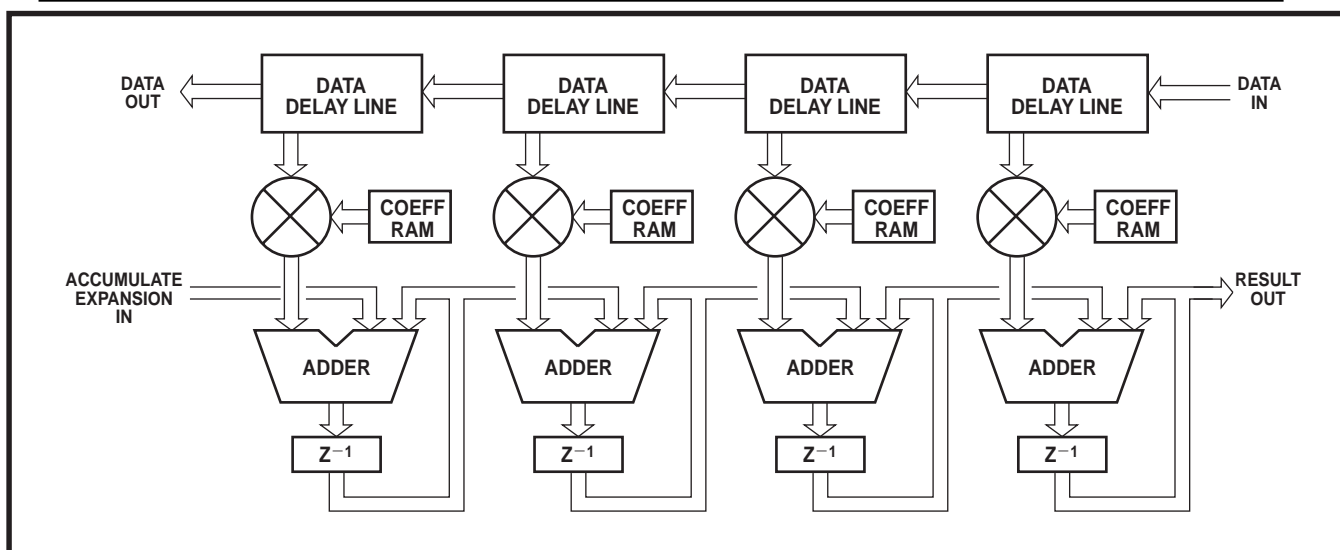 DATA
OUT
DATA
DELAY LINE
DATA
DELAY LINE
DATA
DELAY LINE
DATA
DELAY LINE
DATA
IN
COEFF
RAM
COEFF
RAM
COEFF
RAM
COEFF
RAM
ACCUMULATE
EXPANSION
IN
RESULT
OUT
ADDER
ADDER
ADDER
ADDER
Z⁻¹
Z⁻¹
Z⁻¹
Z⁻¹